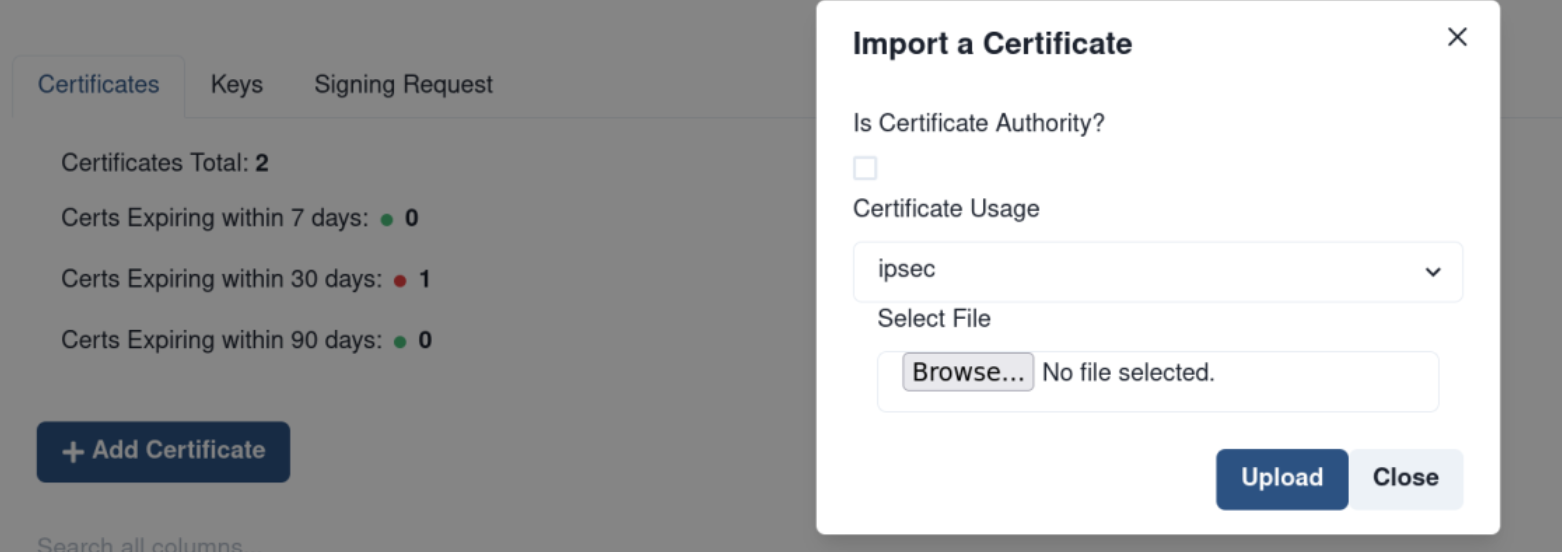 Certificates Keys Signing Request
Certificates Total: 2
Certs Expiring within 7 days: 0
Certs Expiring within 30 days: 1
Certs Expiring within 90 days: 0
+ Add Certificate
Search all columns...
Import a Certificate
Is Certificate Authority?
Certificate Usage
ipsec
Select File
Browse... No file selected.
Upload Close